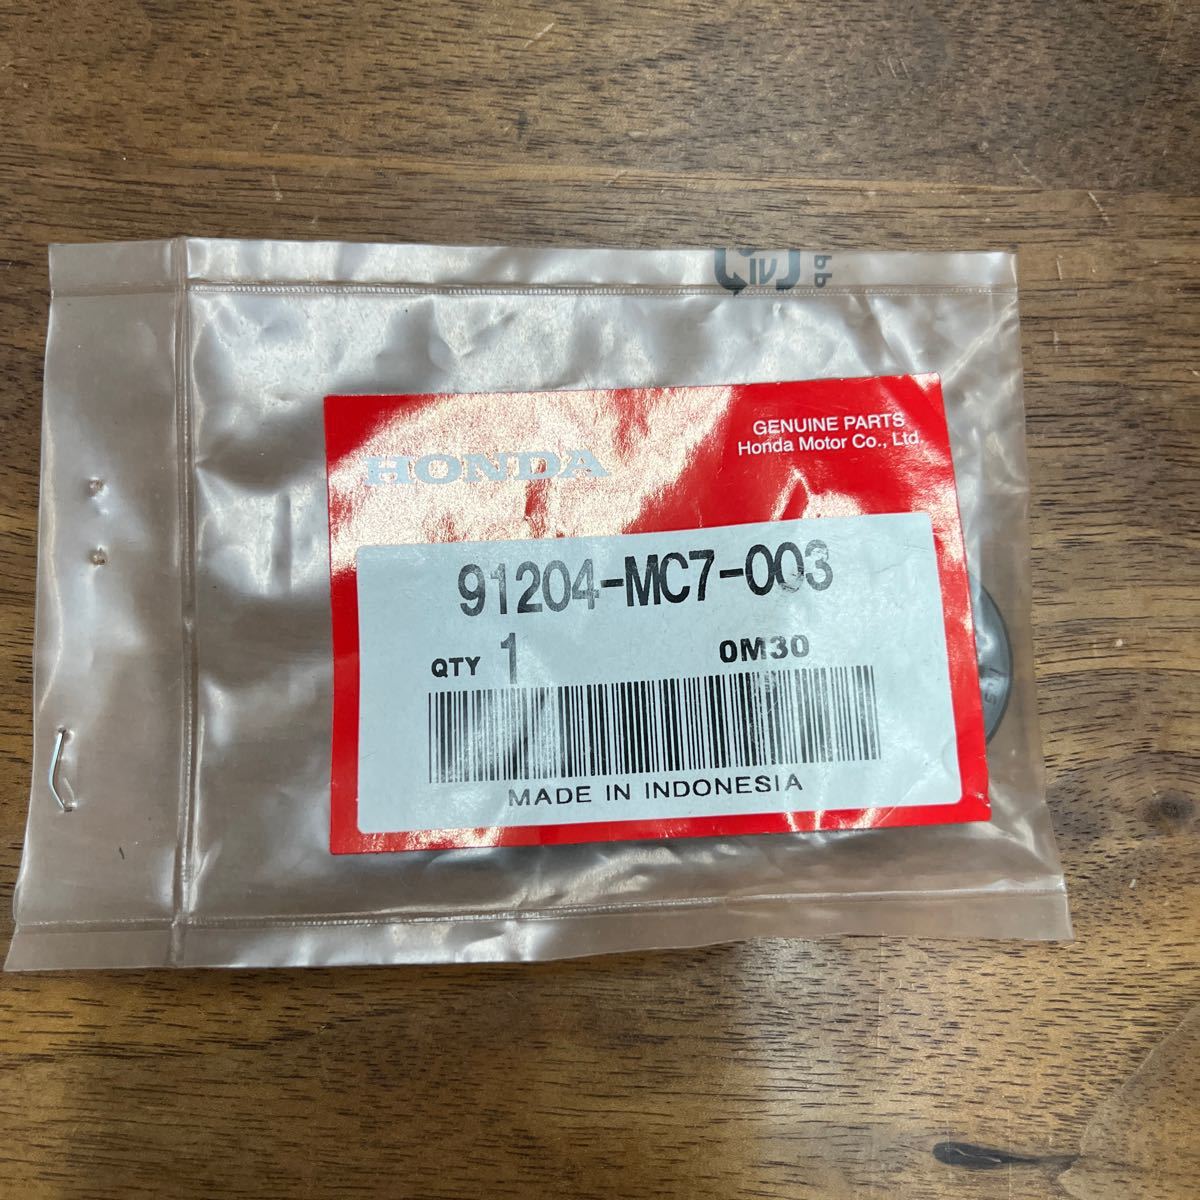 GENUINE PARTS
Honda Motor Co., Ltd.
HONDA
91204-MC7-003
QTY 1
0M30
MADE IN INDONESIA